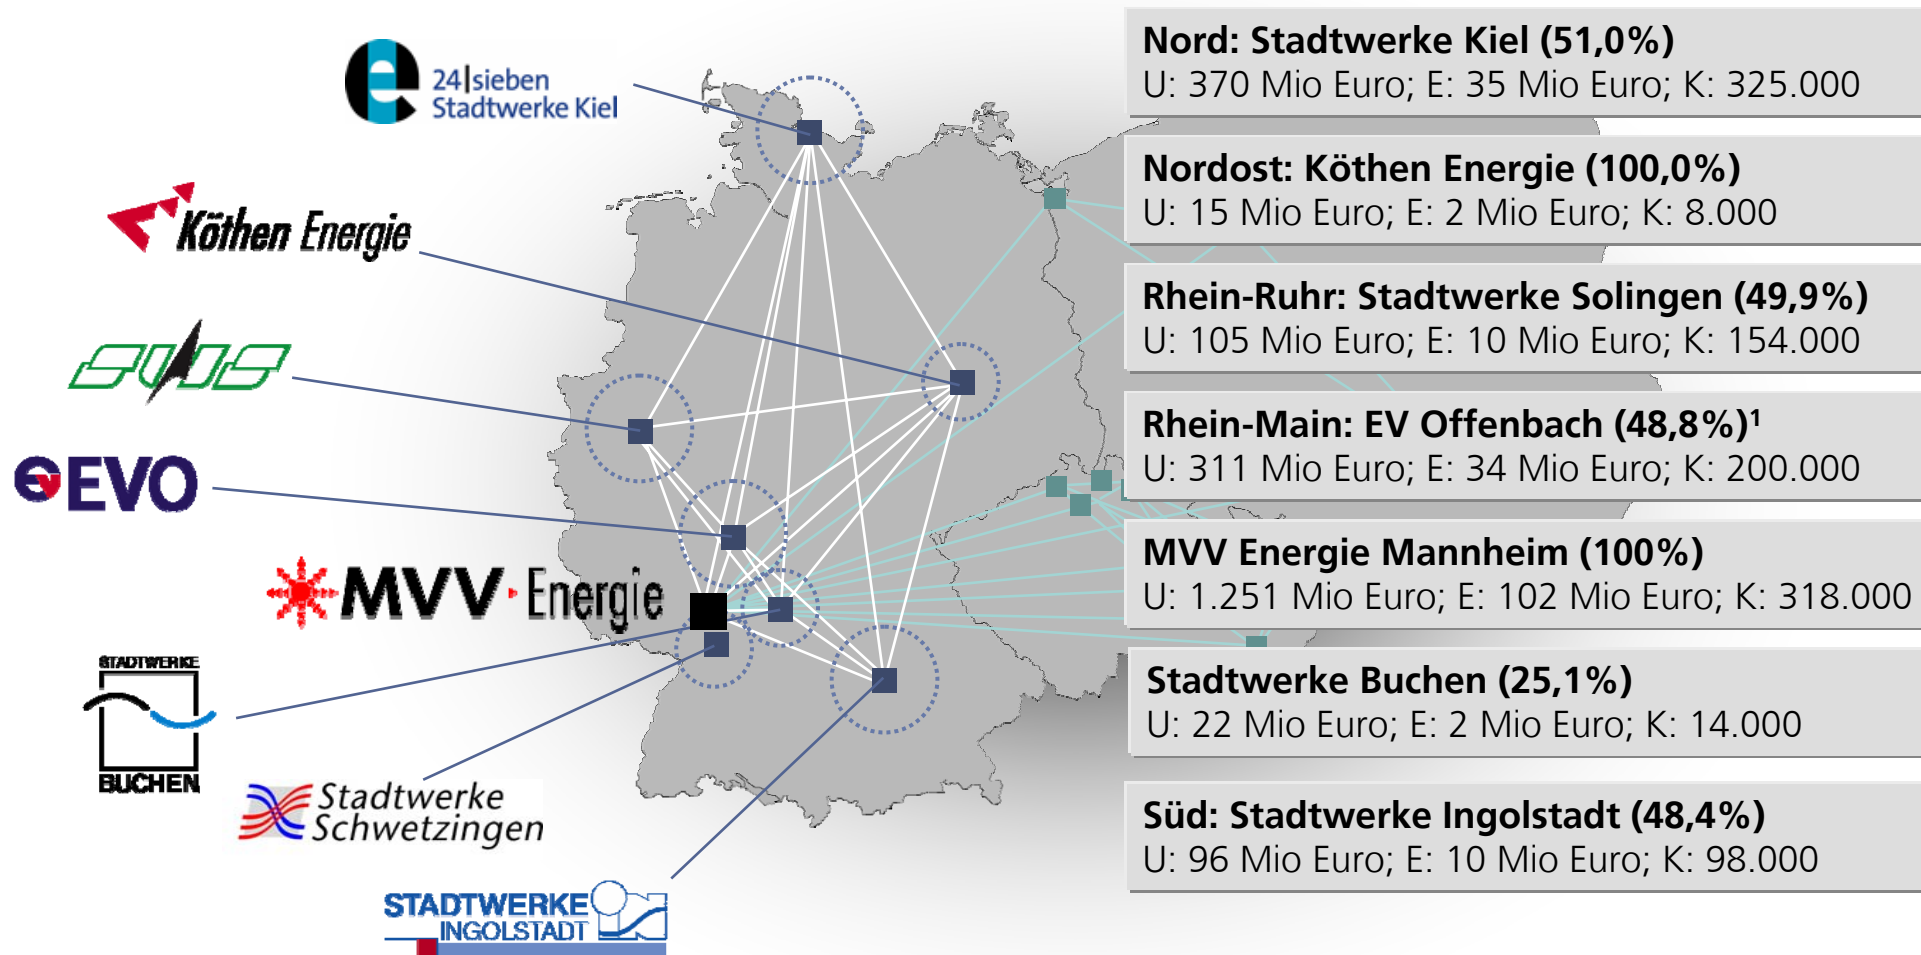 24|sieben
Stadtwerke Kiel
Köthen Energie
SWS
EVO
MVV Energie
STADTWERKE
BUCHEN
Stadtwerke
Schwetzingen
STADTWERKE
INGOLSTADT
Nord: Stadtwerke Kiel (51,0%)
U: 370 Mio Euro; E: 35 Mio Euro; K: 325.000
Nordost: Köthen Energie (100,0%)
U: 15 Mio Euro; E: 2 Mio Euro; K: 8.000
Rhein-Ruhr: Stadtwerke Solingen (49,9%)
U: 105 Mio Euro; E: 10 Mio Euro; K: 154.000
Rhein-Main: EV Offenbach (48,8%)¹
U: 311 Mio Euro; E: 34 Mio Euro; K: 200.000
MVV Energie Mannheim (100%)
U: 1.251 Mio Euro; E: 102 Mio Euro; K: 318.000
Stadtwerke Buchen (25,1%)
U: 22 Mio Euro; E: 2 Mio Euro; K: 14.000
Süd: Stadtwerke Ingolstadt (48,4%)
U: 96 Mio Euro; E: 10 Mio Euro; K: 98.000